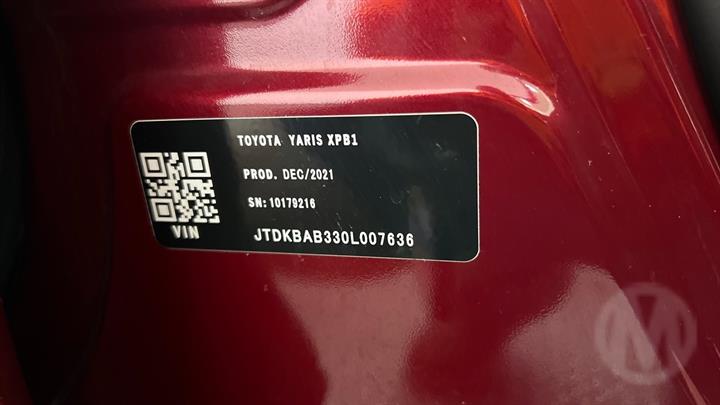 TOYOTA YARIS XPB1
PROD. DEC/2021
SN: 10179216
VIN
JTDKBAB330L007636
M